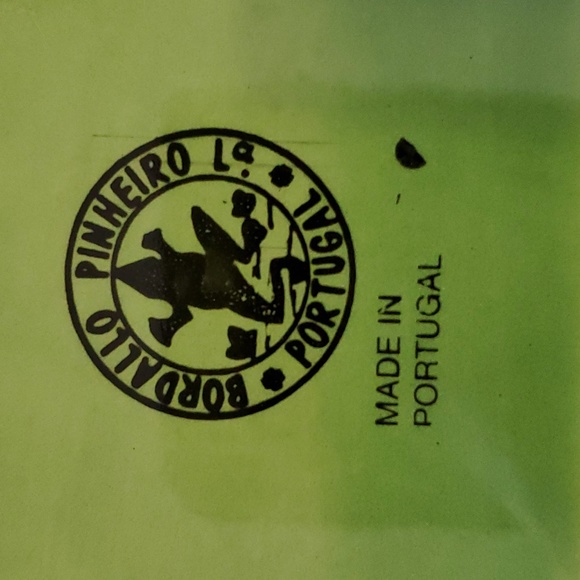 BORDALLO PINHEIRO Lª.
PORTUGAL
MADE IN
PORTUGAL